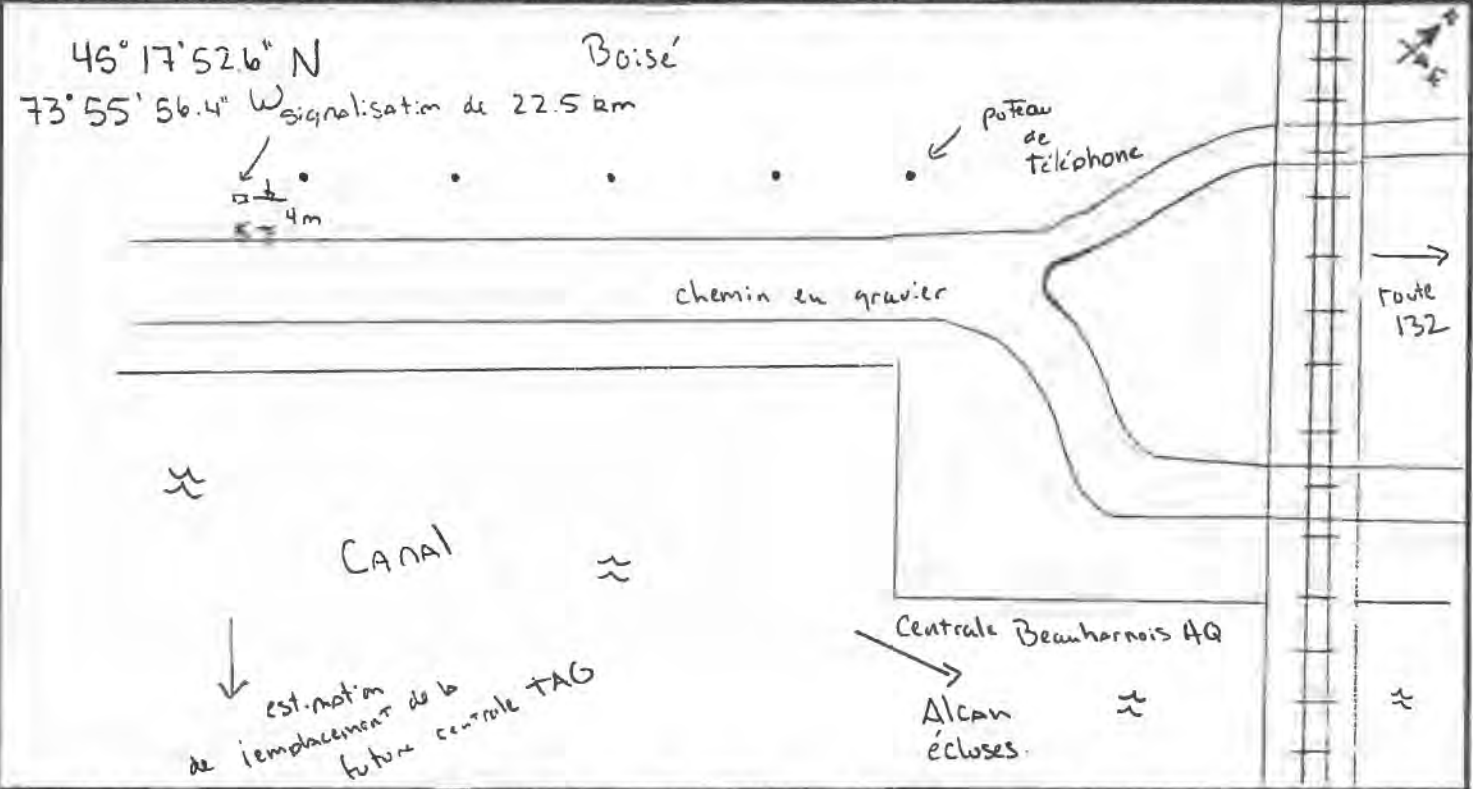 45° 17' 52.6" N
73° 55' 56.4" W
Boisé
signalisation de 22.5 km
4m
poteau
de
téléphone
chemin en gravier
route
132
Canal
estimation
de l'emplacement de la
future centrale TAG
Centrale Beauharnois HQ
Alcan
écluses.
E